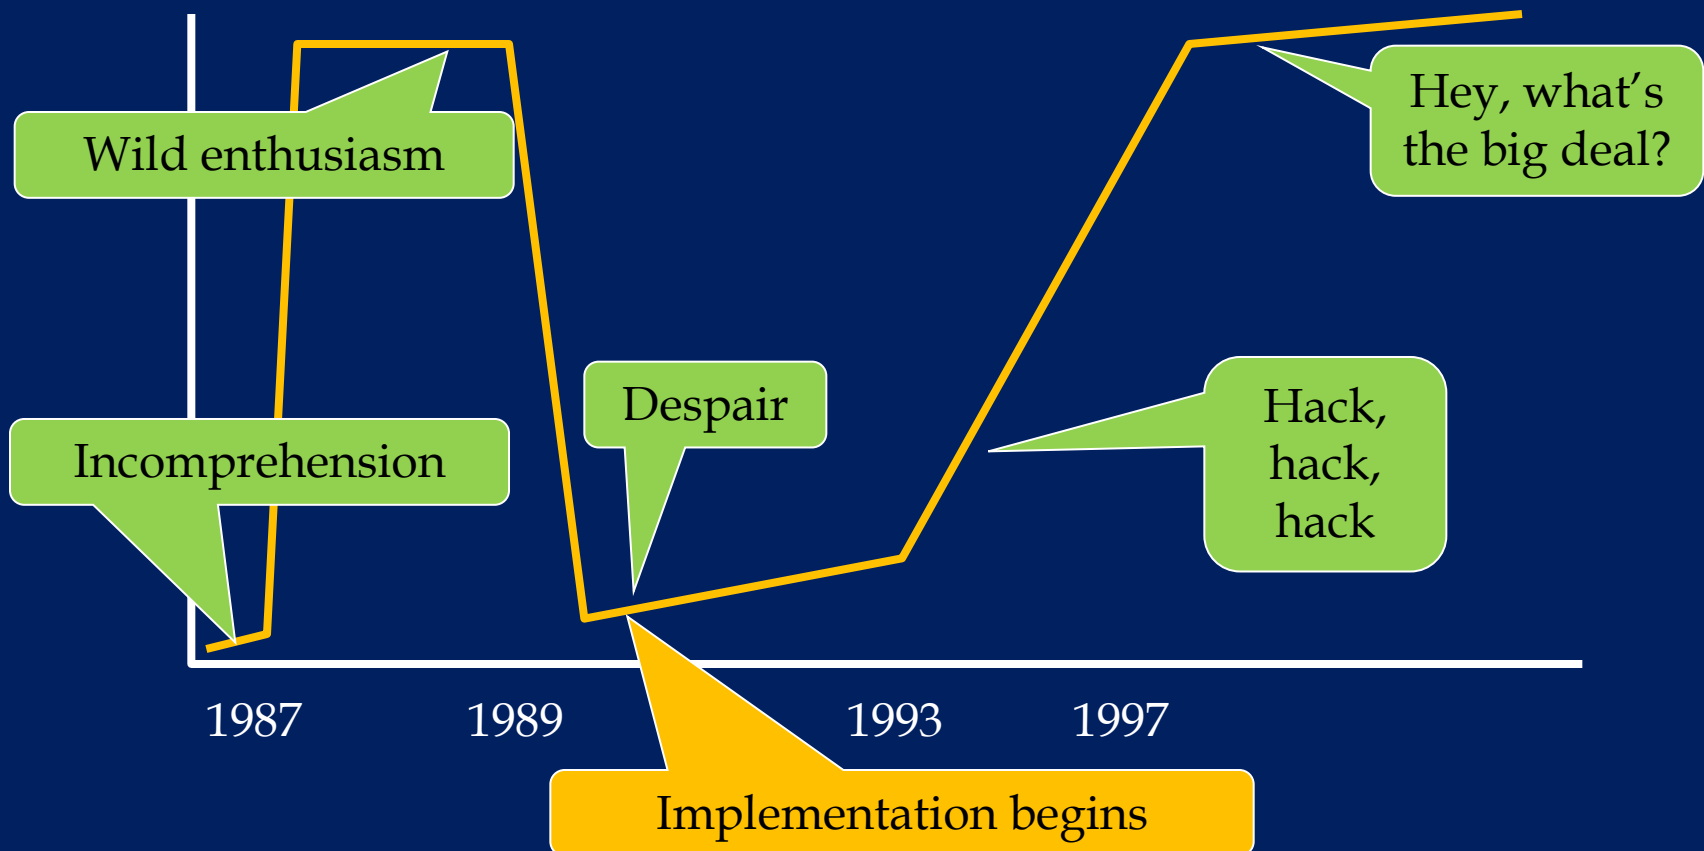 Wild enthusiasm
Hey, what’s
the big deal?
Despair
Incomprehension
Hack,
hack,
hack
1987
1989
1993
1997
Implementation begins